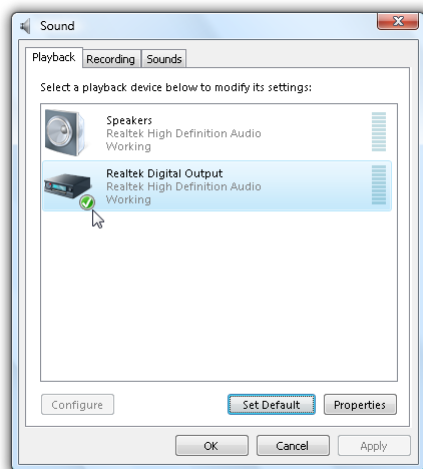 Sound
Playback Recording Sounds
Select a playback device below to modify its settings:
Speakers
Realtek High Definition Audio
Working
Realtek Digital Output
Realtek High Definition Audio
Working
Configure Set Default Properties
OK Cancel Apply